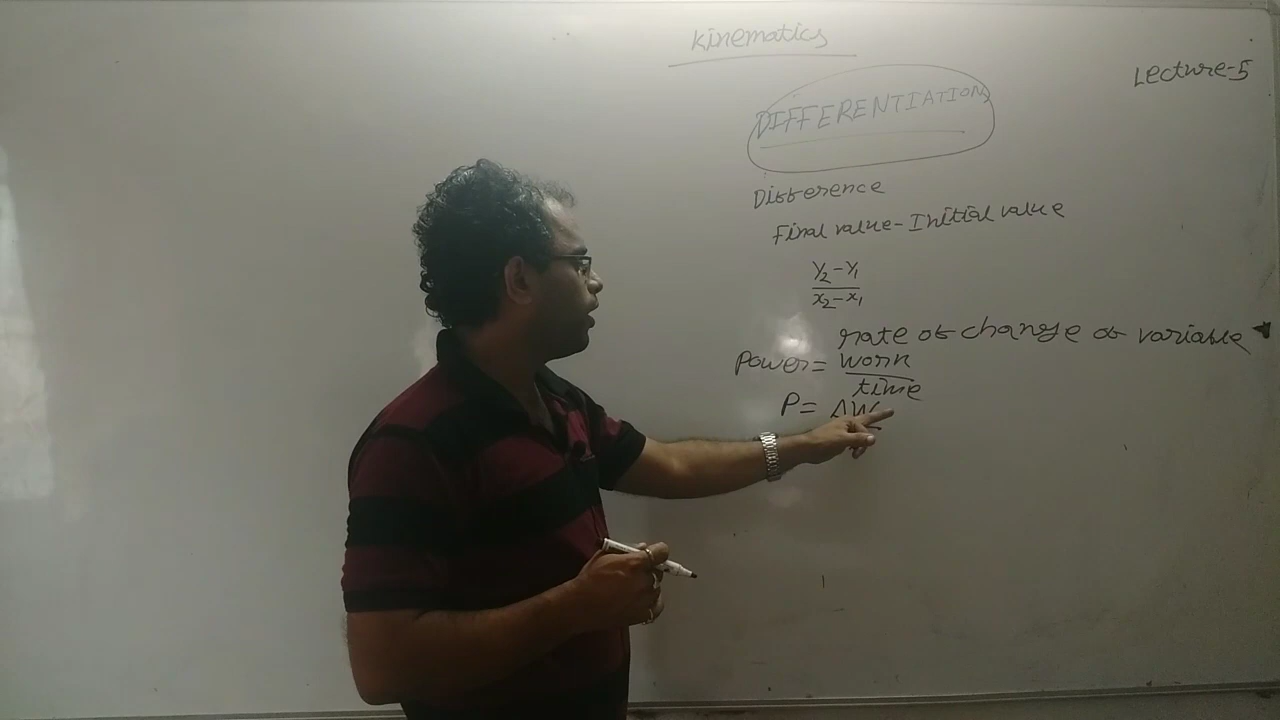 Kinematics
Lecture-5
DIFFERENTIATION
Difference
Final value - Initial value
Y2 - Y1
x2 - x1
rate of change of variable
Power = work
time
P = ΔW